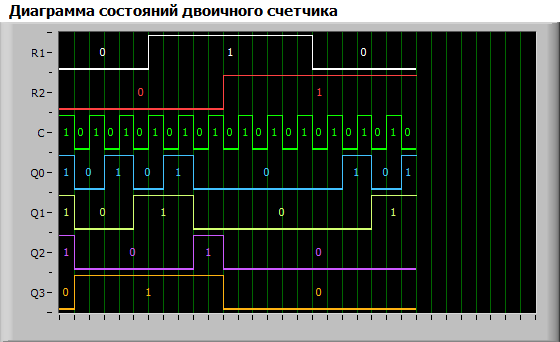 Диаграмма состояний двоичного счетчика
R1 0 1 0
R2 0 1
C 1 0 1 0 1 0 1 0 1 0 1 0 1 0 1 0 1 0 1 0 1 0 1 0
Q0 1 0 1 0 1 0 1 0 1
Q1 1 0 1 0 1
Q2 1 0 1 0
Q3 0 1 0